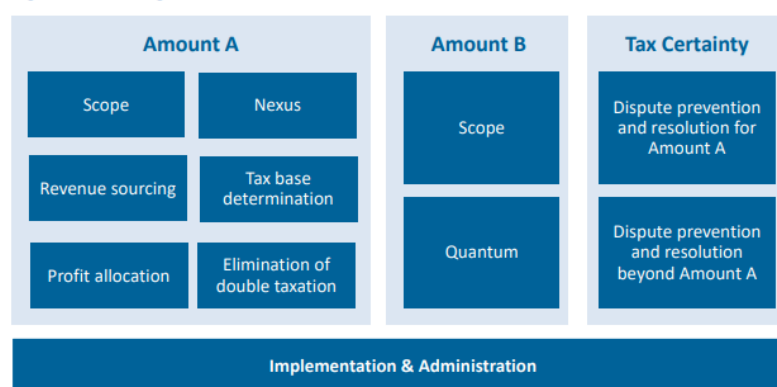 Amount A
Scope
Nexus
Revenue sourcing
Tax base
determination
Profit allocation
Elimination of
double taxation
Amount B
Scope
Quantum
Tax Certainty
Dispute prevention
and resolution for
Amount A
Dispute prevention
and resolution
beyond Amount A
Implementation & Administration